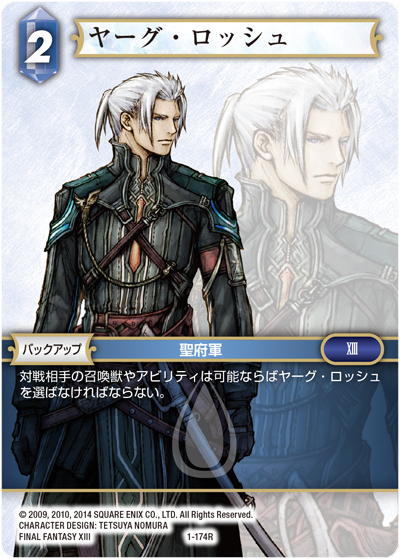 2
ヤーグ・ロッシュ
バックアップ
聖府軍
XIII
対戦相手の召喚獣やアビリティは可能ならばヤーグ・ロッシュ
を選ばなければならない。
© 2009, 2010, 2014 SQUARE ENIX CO., LTD. All Rights Reserved.
CHARACTER DESIGN: TETSUYA NOMURA
FINAL FANTASY XIII
1-174R